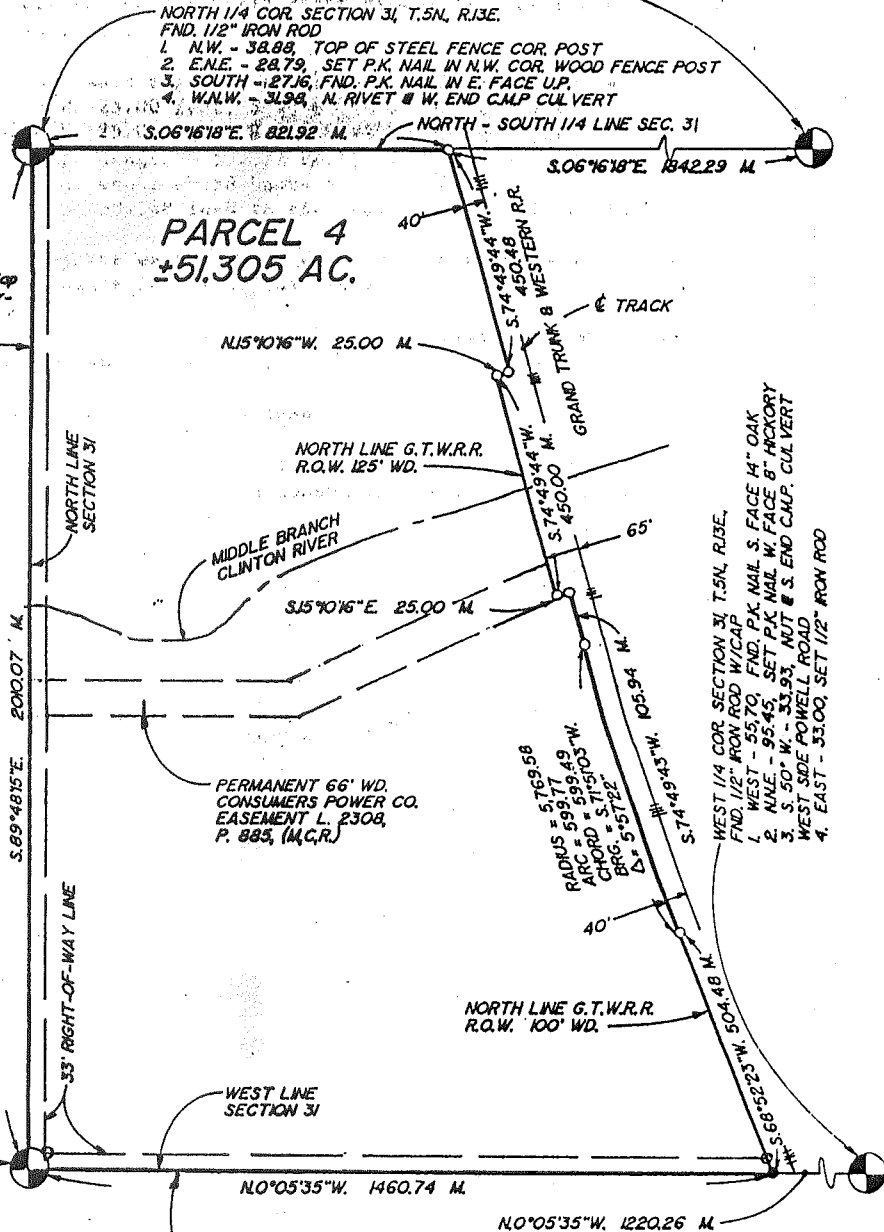 NORTH 1/4 COR. SECTION 31, T.5N., R.13E.
FND. 1/2" IRON ROD
1. N.W. - 38.88, TOP OF STEEL FENCE COR. POST
2. E.N.E. - 28.79, SET P.K. NAIL IN N.W. COR. WOOD FENCE POST
3. SOUTH - 27.16, FND. P.K. NAIL IN E. FACE U.P.
4. W.N.W. - 31.98, N. RIVET @ W. END C.M.P. CULVERT
S.06°16'18"E. 821.92 M.
NORTH - SOUTH 1/4 LINE SEC. 31
S.06°16'18"E. 1842.29 M.
PARCEL 4
±51.305 AC.
40'
S.74°49'44"W.
450.48
GRAND TRUNK & WESTERN R.R.
℄ TRACK
N.15°10'16"W. 25.00 M.
NORTH LINE G.T.W.R.R.
R.O.W. 125' WD.
S.74°49'44"W.
450.00 M.
NORTH LINE
SECTION 31
MIDDLE BRANCH
CLINTON RIVER
65'
S.15°10'16"E. 25.00 M.
S.89°48'15"E. 2010.07' M.
S.74°49'43"W. 105.94 M.
PERMANENT 66' WD.
CONSUMERS POWER CO.
EASEMENT L. 2308,
P. 885, (M.C.R.)
RADIUS = 5,769.58
ARC = 599.77
CHORD = 599.49
BRG. = S.71°51'03"W.
Δ = 5°57'22"
WEST 1/4 COR. SECTION 31, T.5N., R.13E.,
FND. 1/2" IRON ROD W/CAP
1. WEST - 55.70, FND. P.K. NAIL S. FACE 14" OAK
2. N.N.E. - 95.45, SET P.K. NAIL W. FACE 8" HICKORY
3. S. 50° W. - 33.93, NUT @ S. END C.M.P. CULVERT
WEST SIDE POWELL ROAD
4. EAST - 33.00, SET 1/2" IRON ROD
40'
33' RIGHT-OF-WAY LINE
NORTH LINE G.T.W.R.R.
R.O.W. 100' WD.
S.68°52'23"W. 504.48 M.
WEST LINE
SECTION 31
N.0°05'35"W. 1460.74 M.
N.0°05'35"W. 1220.26 M.